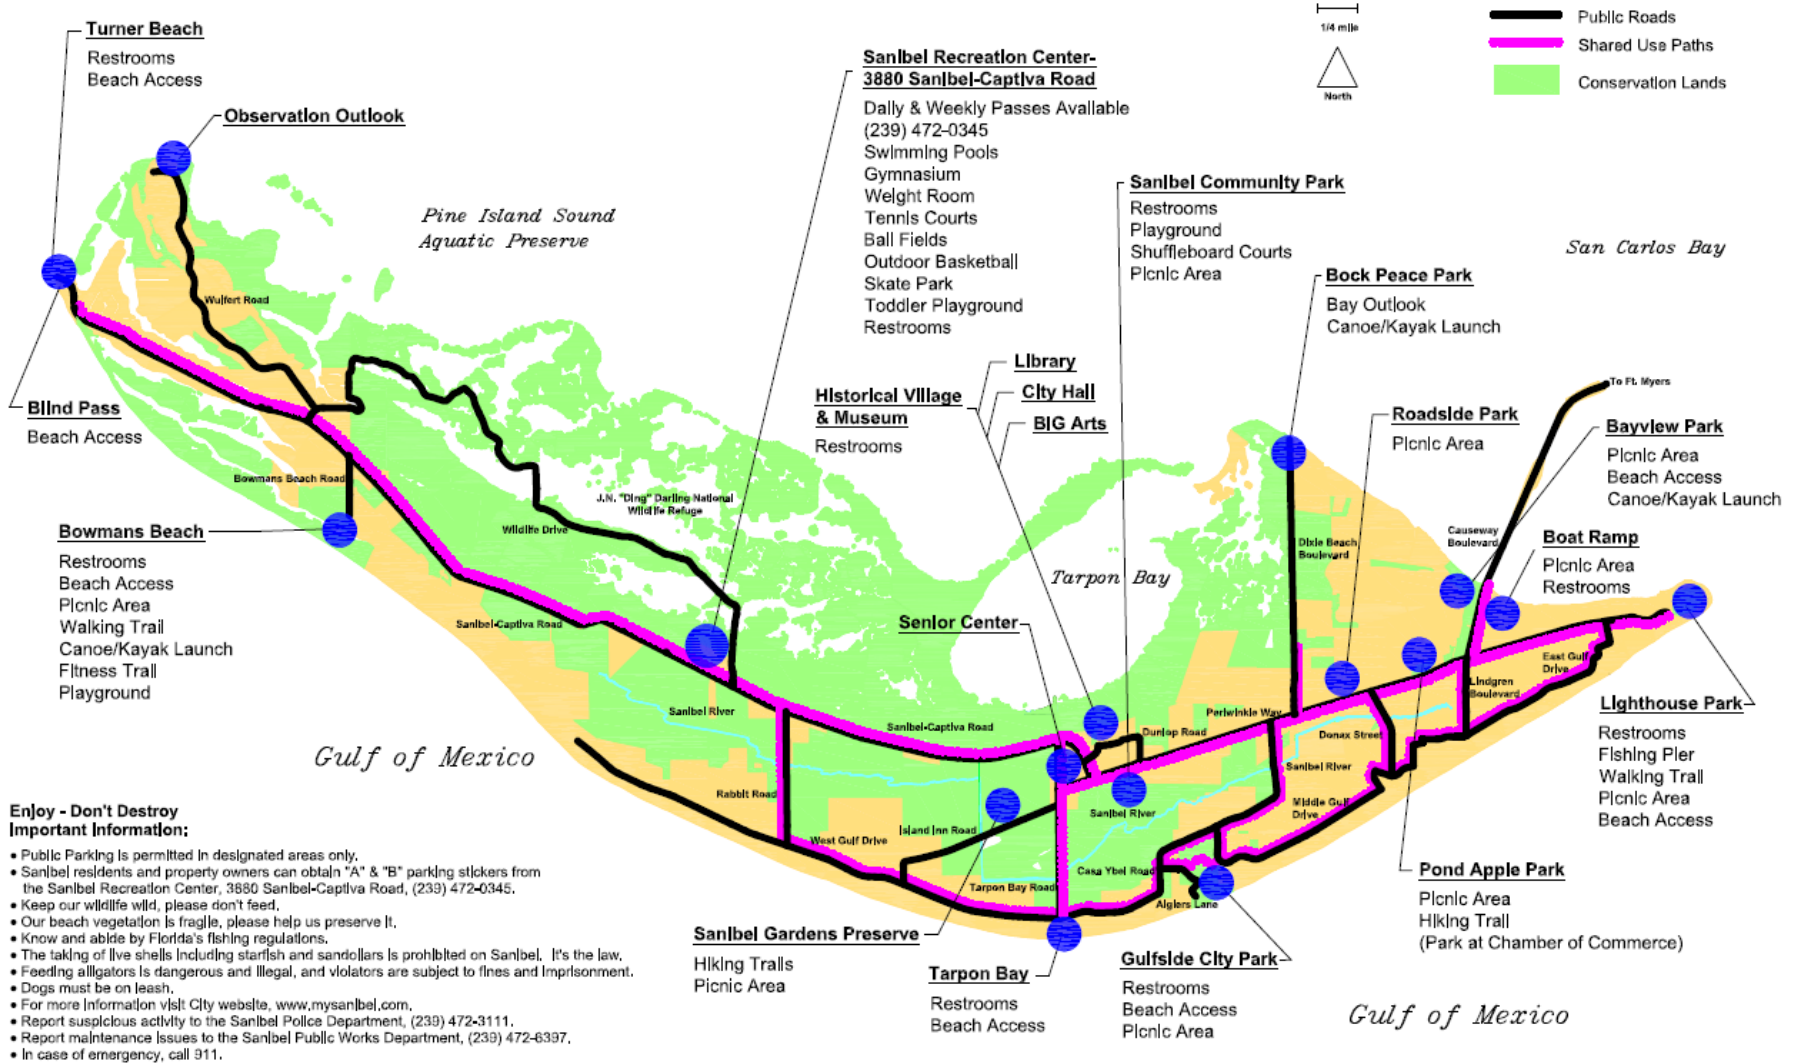 Turner Beach
Restrooms
Beach Access
Observation Outlook
Pine Island Sound
Aquatic Preserve
Sanibel Recreation Center-
3880 Sanibel-Captiva Road
Daily & Weekly Passes Available
(239) 472-0345
Swimming Pools
Gymnasium
Weight Room
Tennis Courts
Ball Fields
Outdoor Basketball
Skate Park
Toddler Playground
Restrooms
1/4 mile
North
Public Roads
Shared Use Paths
Conservation Lands
Sanibel Community Park
Restrooms
Playground
Shuffleboard Courts
Picnic Area
San Carlos Bay
Bock Peace Park
Bay Outlook
Canoe/Kayak Launch
Wulfert Road
Library
City Hall
BIG Arts
Historical Village
& Museum
Restrooms
To Ft. Myers
Roadside Park
Picnic Area
Bayview Park
Picnic Area
Beach Access
Canoe/Kayak Launch
Blind Pass
Beach Access
Bowmans Beach Road
J.N. "Ding" Darling National
Wildlife Refuge
Wildlife Drive
Causeway
Boulevard
Dixie Beach
Boulevard
Boat Ramp
Picnic Area
Restrooms
Bowmans Beach
Restrooms
Beach Access
Picnic Area
Walking Trail
Canoe/Kayak Launch
Fitness Trail
Playground
Tarpon Bay
Senior Center
Sanibel-Captiva Road
East Gulf
Drive
Lindgren
Boulevard
Sanibel River
Sanibel-Captiva Road
Periwinkle Way
Dunlop Road
Donax Street
Lighthouse Park
Restrooms
Fishing Pier
Walking Trail
Picnic Area
Beach Access
Gulf of Mexico
Sanibel River
Rabbit Road
Sanibel River
Middle Gulf
Drive
Island Inn Road
West Gulf Drive
Casa Ybel Road
Tarpon Bay Road
Algiers Lane
Pond Apple Park
Picnic Area
Hiking Trail
(Park at Chamber of Commerce)
Sanibel Gardens Preserve
Hiking Trails
Picnic Area
Tarpon Bay
Restrooms
Beach Access
Gulfside City Park
Restrooms
Beach Access
Picnic Area
Gulf of Mexico
Enjoy - Don't Destroy
Important Information:
• Public Parking is permitted in designated areas only.
• Sanibel residents and property owners can obtain "A" & "B" parking stickers from
the Sanibel Recreation Center, 3880 Sanibel-Captiva Road, (239) 472-0345.
• Keep our wildlife wild, please don't feed.
• Our beach vegetation is fragile, please help us preserve it.
• Know and abide by Florida's fishing regulations.
• The taking of live shells including starfish and sandollars is prohibited on Sanibel. It's the law.
• Feeding alligators is dangerous and illegal, and violators are subject to fines and imprisonment.
• Dogs must be on leash.
• For more information visit City website, www.mysanibel.com.
• Report suspicious activity to the Sanibel Police Department, (239) 472-3111.
• Report maintenance issues to the Sanibel Public Works Department, (239) 472-6397.
• In case of emergency, call 911.